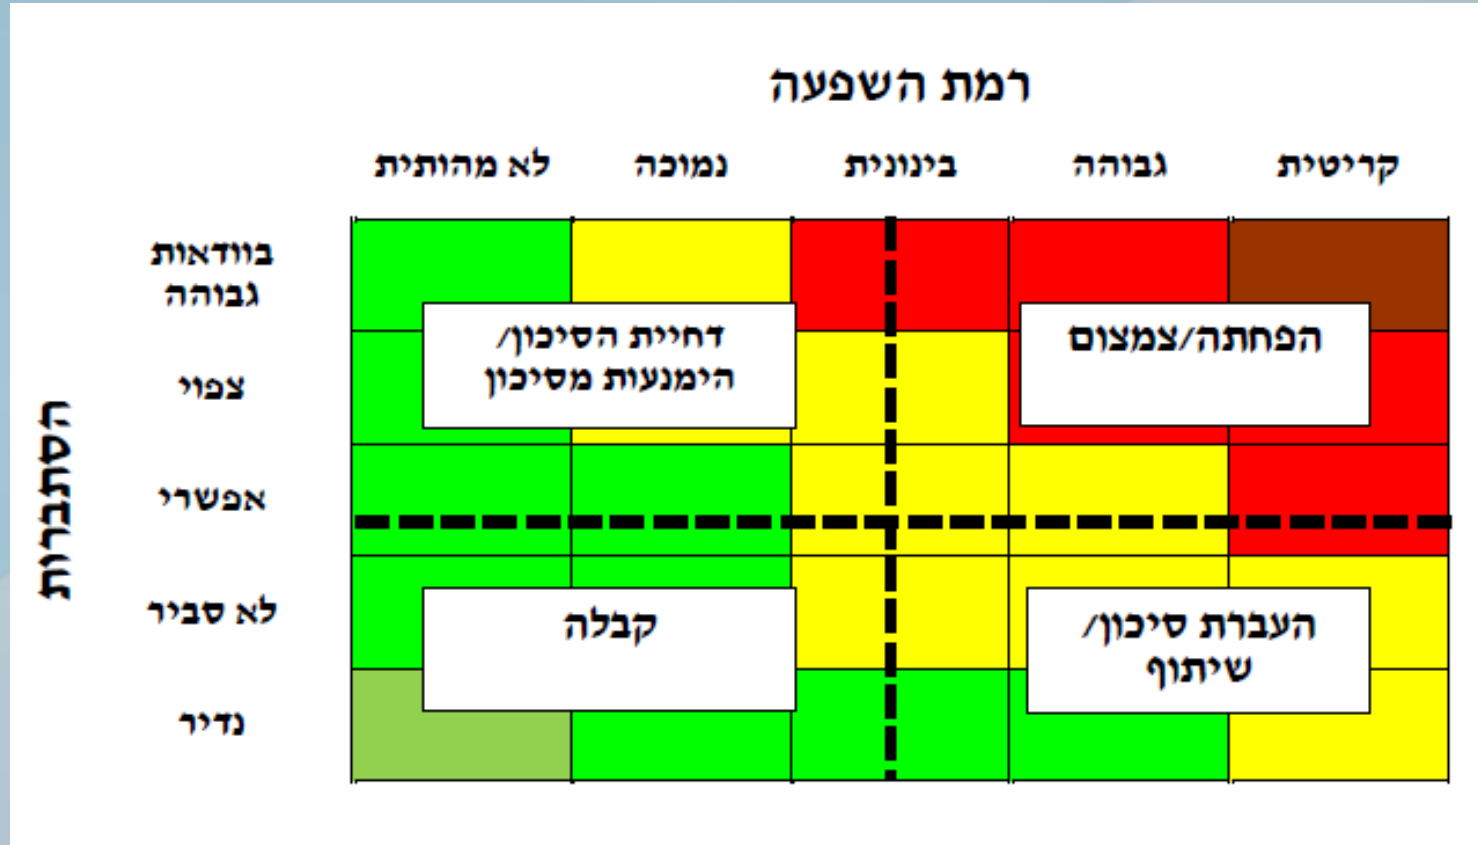 רמת השפעה
קריטית
גבוהה
בינונית
נמוכה
לא מהותית
הסתברות
בוודאות
גבוהה
צפוי
אפשרי
לא סביר
נדיר
הפחתה/צמצום
דחיית הסיכון/
הימנעות מסיכון
העברת סיכון/
שיתוף
קבלה